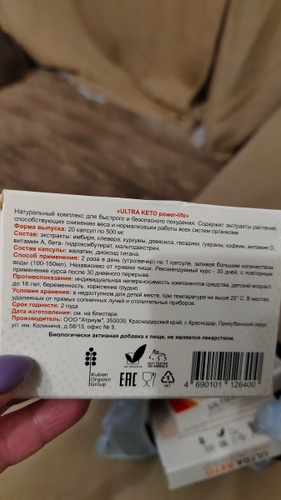 «ULTRA KETO power-life»
Натуральный комплекс для быстрого и безопасного похудения. Содержит экстракты растений,
способствующих снижению веса и нормализации работы всех систем организма
Форма выпуска: 20 капсул по 500 мг
Состав: экстракты: имбиря, клевера, куркумы, девясила, гвоздики, гуараны; кофеин, витамин D,
витамин А, бета- гидроксибутират, мальтодекстрин.
Состав капсулы: желатин, диоксид титана.
Способ применения: 2 раза в день (утро/вечер) по 1 капсуле, запивая большим количеством
воды (100-150мл). Независимо от приема пищи. Рекомендуемый курс - 30 дней, с повторным
применением курса после 30 дневного перерыва.
Противопоказания: индивидуальная непереносимость компонентов средства, детский возраст
до 18 лет, беременность, кормление грудью.
Условия хранения: в недоступном для детей месте, при температуре не выше 25° С. В местах,
удаленных от прямых солнечных лучей и отопительных приборов.
Срок годности: 2 года
Дата изготовления: см. на блистере
Производитель: ООО "Атриум", 350039, Краснодарский край, г. Краснодар, Прикубанский округ,
ул. им. Калинина, д.58/13, офис № 5.
Биологически активная добавка к пище, не является лекарством.
Kuban
Organic
Group
EAC
4 690101 126400
ULTRA KETO